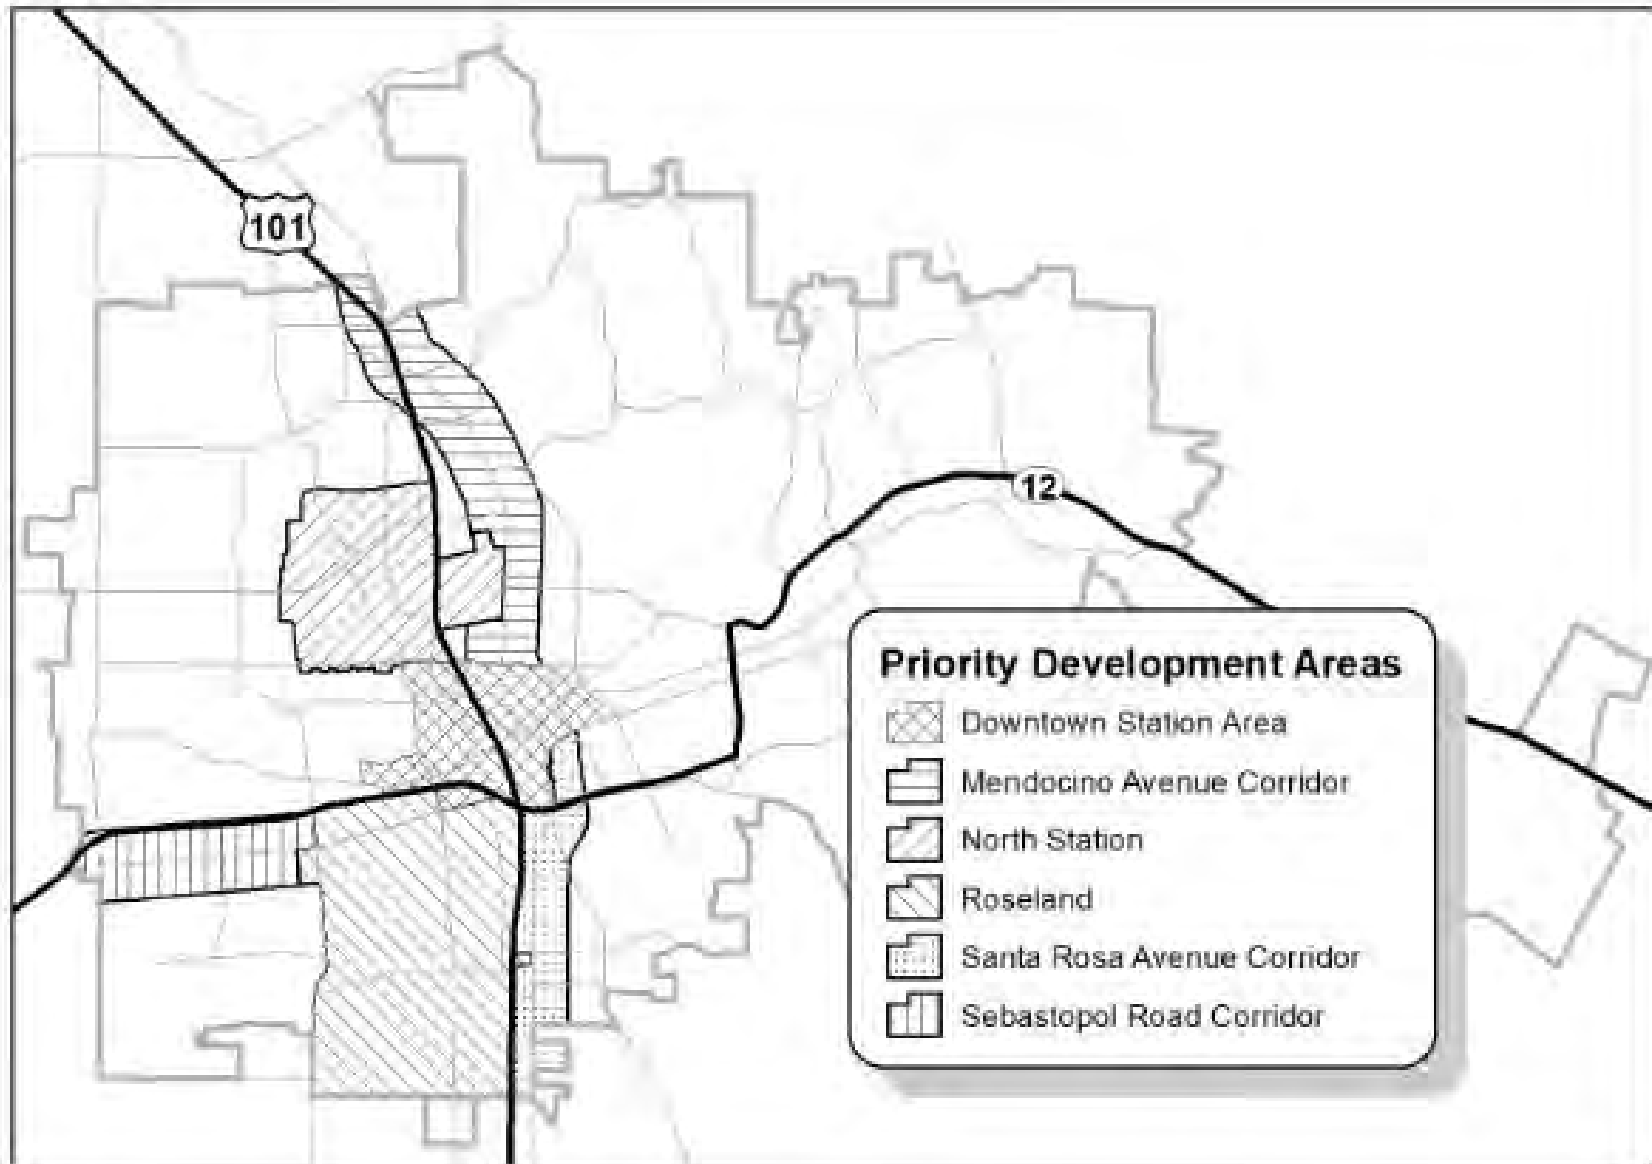 101
12
Priority Development Areas
Downtown Station Area
Mendocino Avenue Corridor
North Station
Roseland
Santa Rosa Avenue Corridor
Sebastopol Road Corridor